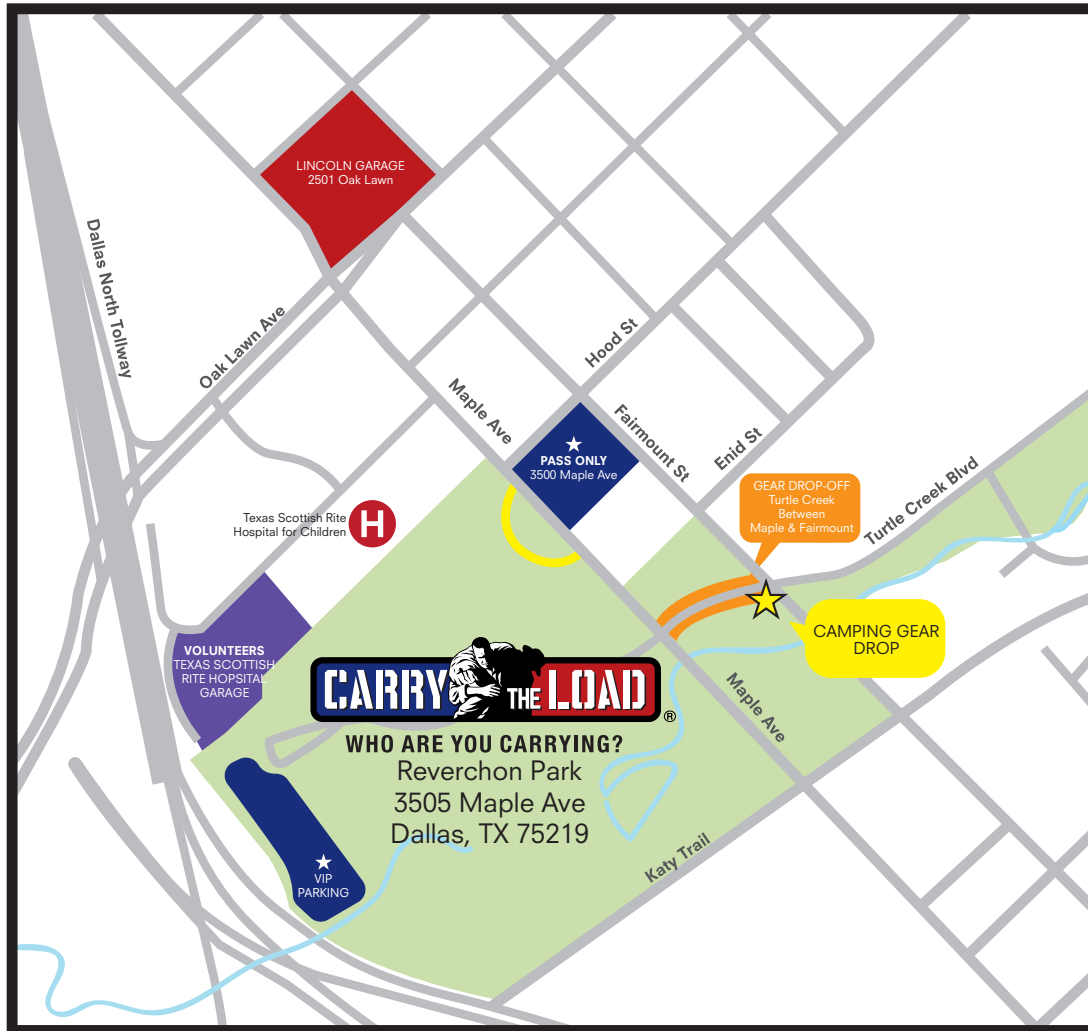 LINCOLN GARAGE
2501 Oak Lawn
Dallas North Tollway
Oak Lawn Ave
Hood St
Maple Ave
Fairmount St
Enid St
PASS ONLY
3500 Maple Ave
GEAR DROP-OFF
Turtle Creek
Between
Maple & Fairmount
Turtle Creek Blvd
Texas Scottish Rite
Hospital for Children
H
CAMPING GEAR
DROP
VOLUNTEERS
TEXAS SCOTTISH
RITE HOPSITAL
GARAGE
CARRY THE LOAD
®
WHO ARE YOU CARRYING?
Reverchon Park
3505 Maple Ave
Dallas, TX 75219
Maple Ave
Katy Trail
VIP
PARKING